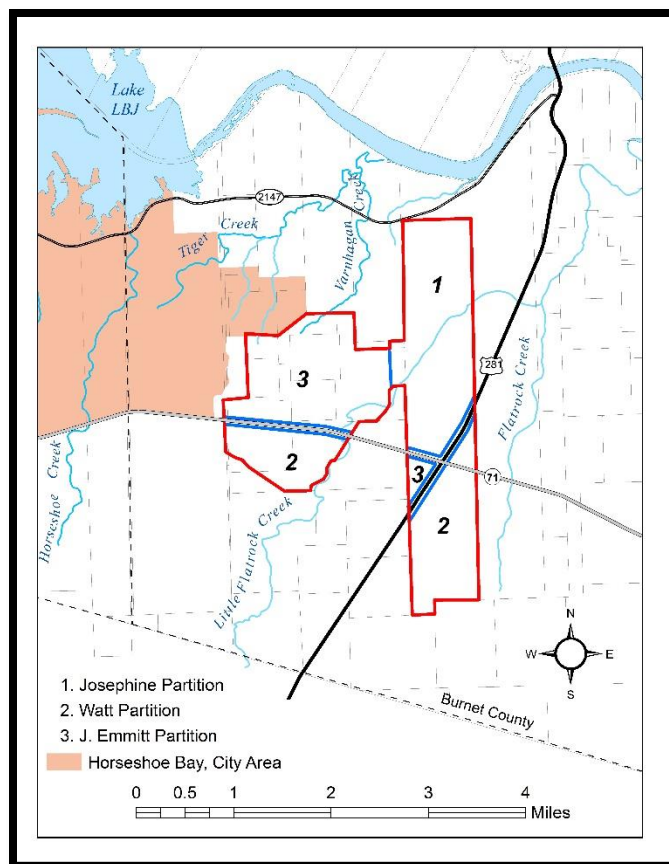 Lake
LBJ
2147
Tiger Creek
Varnhagan Creek
1
281
3
Flatrock Creek
Horseshoe Creek
2
3
71
2
Little Flatrock Creek
N
W E
S
1. Josephine Partition
2. Watt Partition
3. J. Emmitt Partition
Burnet County
Horseshoe Bay, City Area
0 0.5 1 2 3 4
Miles